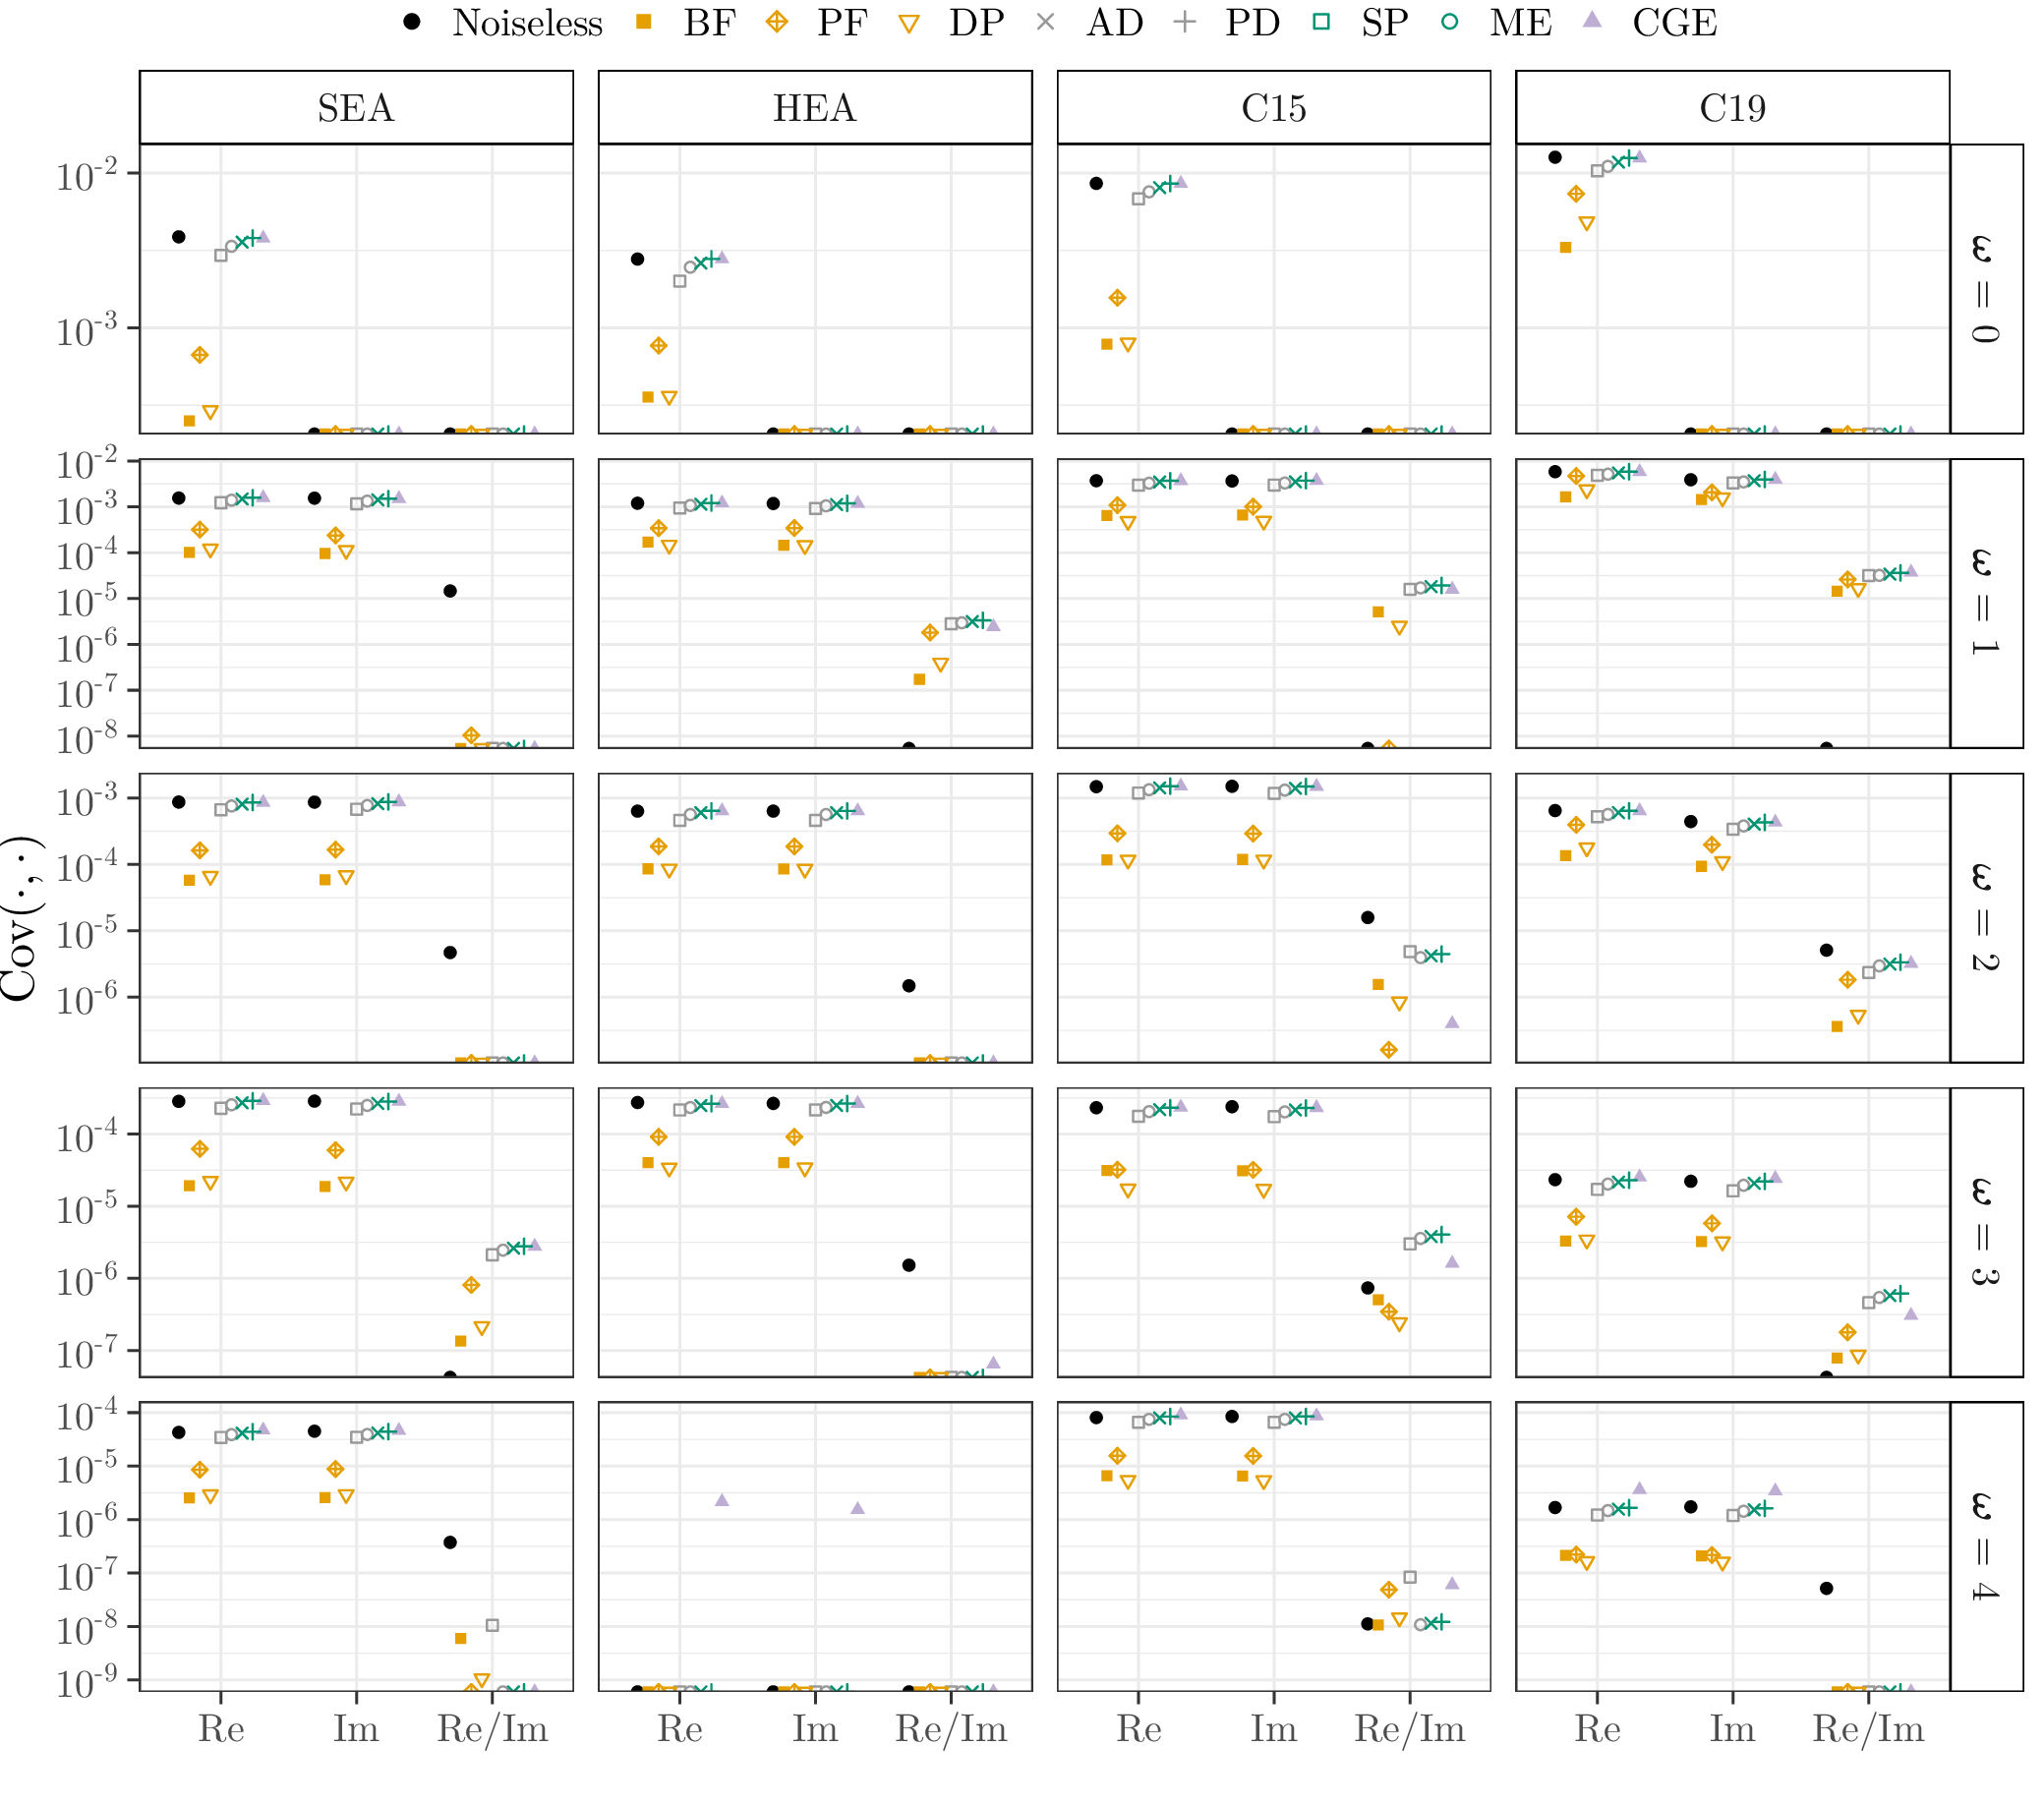 Noiseless BF PF DP AD PD SP ME CGE
SEA HEA C15 C19
10⁻²
10⁻³
ω = 0
10⁻²
10⁻³
10⁻⁴
10⁻⁵
10⁻⁶
10⁻⁷
10⁻⁸
ω = 1
10⁻³
10⁻⁴
10⁻⁵
10⁻⁶
ω = 2
10⁻⁴
10⁻⁵
10⁻⁶
10⁻⁷
ω = 3
10⁻⁴
10⁻⁵
10⁻⁶
10⁻⁷
10⁻⁸
10⁻⁹
ω = 4
Cov(·,·)
Re Im Re/Im Re Im Re/Im Re Im Re/Im Re Im Re/Im